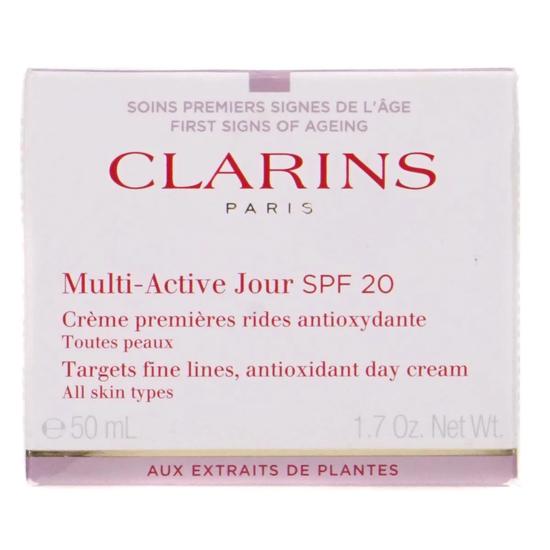 SOINS PREMIERS SIGNES DE L'ÂGE
FIRST SIGNS OF AGEING
CLARINS
PARIS
Multi-Active Jour SPF 20
Crème premières rides antioxydante
Toutes peaux
Targets fine lines, antioxidant day cream
All skin types
℮ 50 mL 1.7 Oz. Net Wt.
AUX EXTRAITS DE PLANTES